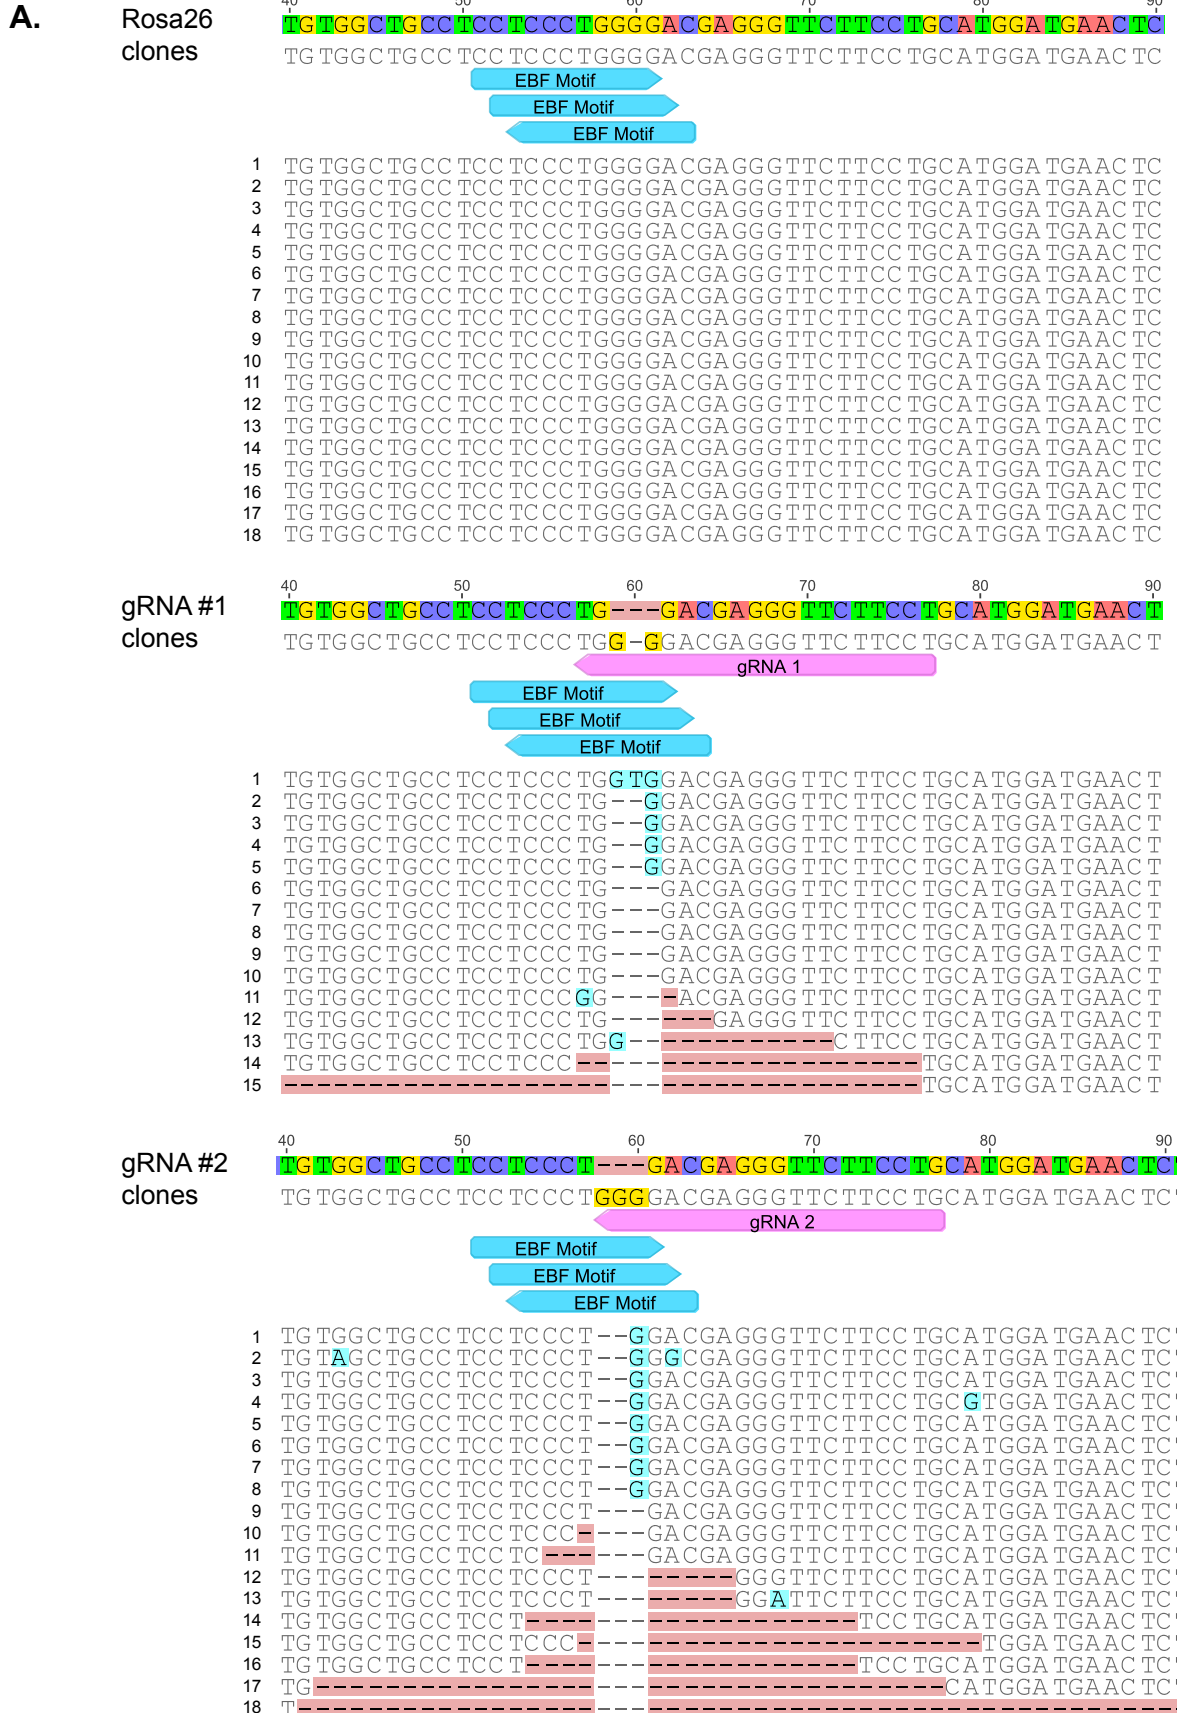 A.
40 50 60 70 80 90
Rosa26 TGTGGCTGCCTCCTCCCTGGGGACGAGGGTTCTTCCTGCATGGATGAACTC
clones TGTGGCTGCCTCCTCCCTGGGGACGAGGGTTCTTCCTGCATGGATGAACTC
EBF Motif
EBF Motif
EBF Motif
1 TGTGGCTGCCTCCTCCCTGGGGACGAGGGTTCTTCCTGCATGGATGAACTC
2 TGTGGCTGCCTCCTCCCTGGGGACGAGGGTTCTTCCTGCATGGATGAACTC
3 TGTGGCTGCCTCCTCCCTGGGGACGAGGGTTCTTCCTGCATGGATGAACTC
4 TGTGGCTGCCTCCTCCCTGGGGACGAGGGTTCTTCCTGCATGGATGAACTC
5 TGTGGCTGCCTCCTCCCTGGGGACGAGGGTTCTTCCTGCATGGATGAACTC
6 TGTGGCTGCCTCCTCCCTGGGGACGAGGGTTCTTCCTGCATGGATGAACTC
7 TGTGGCTGCCTCCTCCCTGGGGACGAGGGTTCTTCCTGCATGGATGAACTC
8 TGTGGCTGCCTCCTCCCTGGGGACGAGGGTTCTTCCTGCATGGATGAACTC
9 TGTGGCTGCCTCCTCCCTGGGGACGAGGGTTCTTCCTGCATGGATGAACTC
10 TGTGGCTGCCTCCTCCCTGGGGACGAGGGTTCTTCCTGCATGGATGAACTC
11 TGTGGCTGCCTCCTCCCTGGGGACGAGGGTTCTTCCTGCATGGATGAACTC
12 TGTGGCTGCCTCCTCCCTGGGGACGAGGGTTCTTCCTGCATGGATGAACTC
13 TGTGGCTGCCTCCTCCCTGGGGACGAGGGTTCTTCCTGCATGGATGAACTC
14 TGTGGCTGCCTCCTCCCTGGGGACGAGGGTTCTTCCTGCATGGATGAACTC
15 TGTGGCTGCCTCCTCCCTGGGGACGAGGGTTCTTCCTGCATGGATGAACTC
16 TGTGGCTGCCTCCTCCCTGGGGACGAGGGTTCTTCCTGCATGGATGAACTC
17 TGTGGCTGCCTCCTCCCTGGGGACGAGGGTTCTTCCTGCATGGATGAACTC
18 TGTGGCTGCCTCCTCCCTGGGGACGAGGGTTCTTCCTGCATGGATGAACTC
40 50 60 70 80 90
gRNA #1 TGTGGCTGCCTCCTCCCTG---GACGAGGGTTCTTCCTGCATGGATGAACT
clones TGTGGCTGCCTCCTCCCTGG-GGACGAGGGTTCTTCCTGCATGGATGAACT
gRNA 1
EBF Motif
EBF Motif
EBF Motif
1 TGTGGCTGCCTCCTCCCTGGTGGACGAGGGTTCTTCCTGCATGGATGAACT
2 TGTGGCTGCCTCCTCCCTG--GGACGAGGGTTCTTCCTGCATGGATGAACT
3 TGTGGCTGCCTCCTCCCTG--GGACGAGGGTTCTTCCTGCATGGATGAACT
4 TGTGGCTGCCTCCTCCCTG--GGACGAGGGTTCTTCCTGCATGGATGAACT
5 TGTGGCTGCCTCCTCCCTG--GGACGAGGGTTCTTCCTGCATGGATGAACT
6 TGTGGCTGCCTCCTCCCTG---GACGAGGGTTCTTCCTGCATGGATGAACT
7 TGTGGCTGCCTCCTCCCTG---GACGAGGGTTCTTCCTGCATGGATGAACT
8 TGTGGCTGCCTCCTCCCTG---GACGAGGGTTCTTCCTGCATGGATGAACT
9 TGTGGCTGCCTCCTCCCTG---GACGAGGGTTCTTCCTGCATGGATGAACT
10 TGTGGCTGCCTCCTCCCTG---GACGAGGGTTCTTCCTGCATGGATGAACT
11 TGTGGCTGCCTCCTCCCGG----ACGAGGGTTCTTCCTGCATGGATGAACT
12 TGTGGCTGCCTCCTCCCTG------GAGGGTTCTTCCTGCATGGATGAACT
13 TGTGGCTGCCTCCTCCCTGG------------CTTCCTGCATGGATGAACT
14 TGTGGCTGCCTCCTCCC--------------------TGCATGGATGAACT
15 -------------------------------------TGCATGGATGAACT
40 50 60 70 80 90
gRNA #2 TGTGGCTGCCTCCTCCCT---GACGAGGGTTCTTCCTGCATGGATGAACTC
clones TGTGGCTGCCTCCTCCCTGGGGACGAGGGTTCTTCCTGCATGGATGAACTC
gRNA 2
EBF Motif
EBF Motif
EBF Motif
1 TGTGGCTGCCTCCTCCCT--GGACGAGGGTTCTTCCTGCATGGATGAACTC
2 TGTAGCTGCCTCCTCCCT--GGGCGAGGGTTCTTCCTGCATGGATGAACTC
3 TGTGGCTGCCTCCTCCCT--GGACGAGGGTTCTTCCTGCATGGATGAACTC
4 TGTGGCTGCCTCCTCCCT--GGACGAGGGTTCTTCCTGCGTGGATGAACTC
5 TGTGGCTGCCTCCTCCCT--GGACGAGGGTTCTTCCTGCATGGATGAACTC
6 TGTGGCTGCCTCCTCCCT--GGACGAGGGTTCTTCCTGCATGGATGAACTC
7 TGTGGCTGCCTCCTCCCT--GGACGAGGGTTCTTCCTGCATGGATGAACTC
8 TGTGGCTGCCTCCTCCCT--GGACGAGGGTTCTTCCTGCATGGATGAACTC
9 TGTGGCTGCCTCCTCCCT---GACGAGGGTTCTTCCTGCATGGATGAACTC
10 TGTGGCTGCCTCCTCCC----GACGAGGGTTCTTCCTGCATGGATGAACTC
11 TGTGGCTGCCTCCTC------GACGAGGGTTCTTCCTGCATGGATGAACTC
12 TGTGGCTGCCTCCTCCCT--------GGGTTCTTCCTGCATGGATGAACTC
13 TGTGGCTGCCTCCTCCCT--------GGATTCTTCCTGCATGGATGAACTC
14 TGTGGCTGCCTCCT-------------------TCCTGCATGGATGAACTC
15 TGTGGCTGCCTCCTCCC-----------------------TGGATGAACTC
16 TGTGGCTGCCTCCT-------------------TCCTGCATGGATGAACTC
17 TG------------------------------------CATGGATGAACTC
18 T--------------------------------------------------